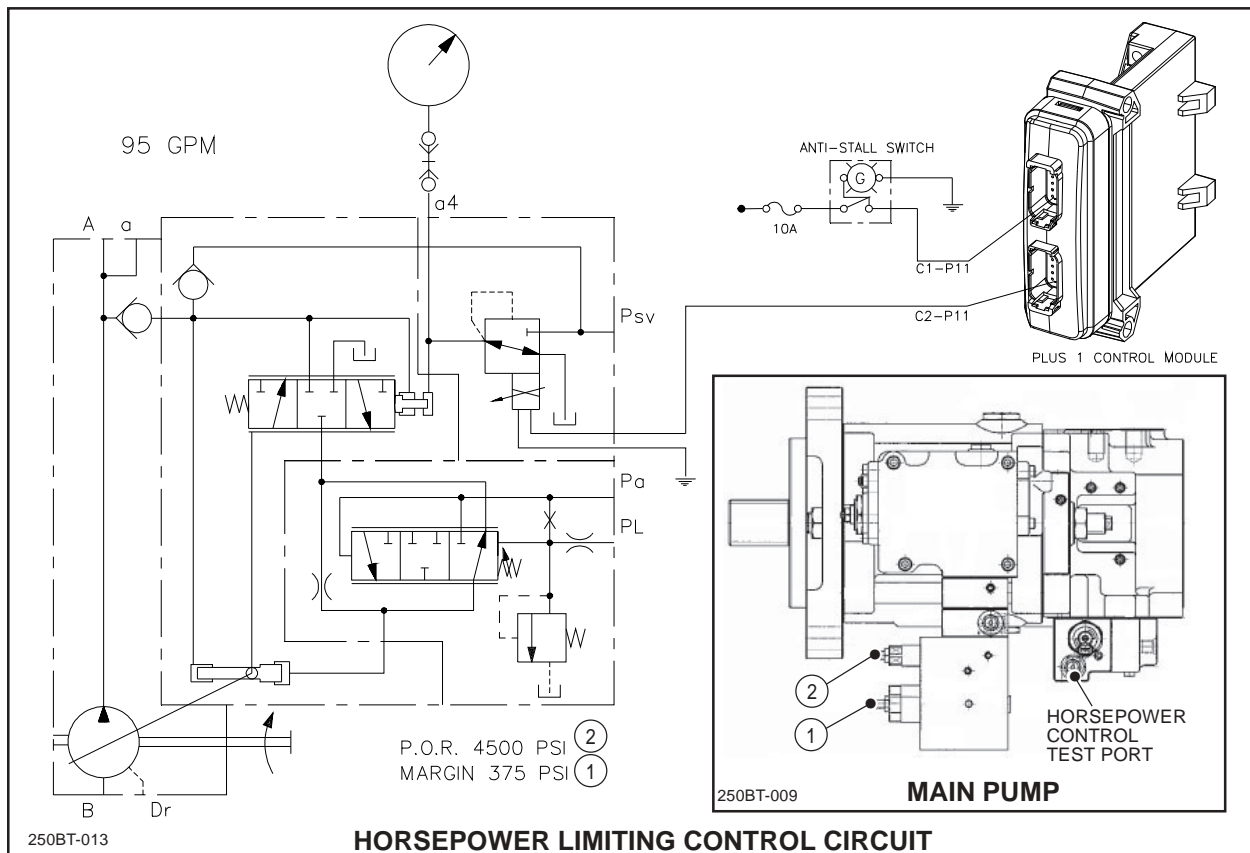 95 GPM
a4
A
a
Psv
Pa
PL
P.O.R. 4500 PSI 2
MARGIN 375 PSI 1
B
Dr
ANTI-STALL SWITCH
G
10A
C1-P11
C2-P11
PLUS 1 CONTROL MODULE
2
1
HORSEPOWER
CONTROL
TEST PORT
250BT-009
MAIN PUMP
250BT-013
HORSEPOWER LIMITING CONTROL CIRCUIT